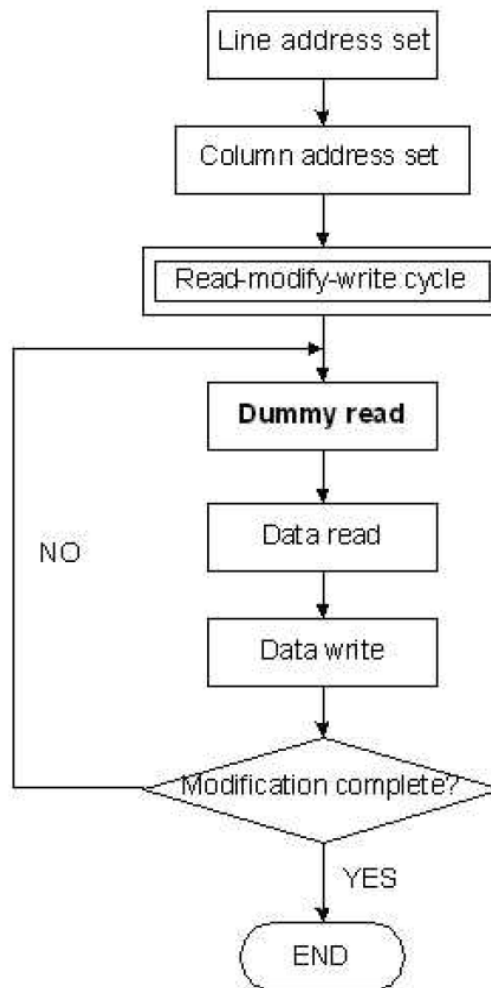 Line address set
Column address set
Read-modify-write cycle
Dummy read
Data read
NO
Data write
Modification complete?
YES
END